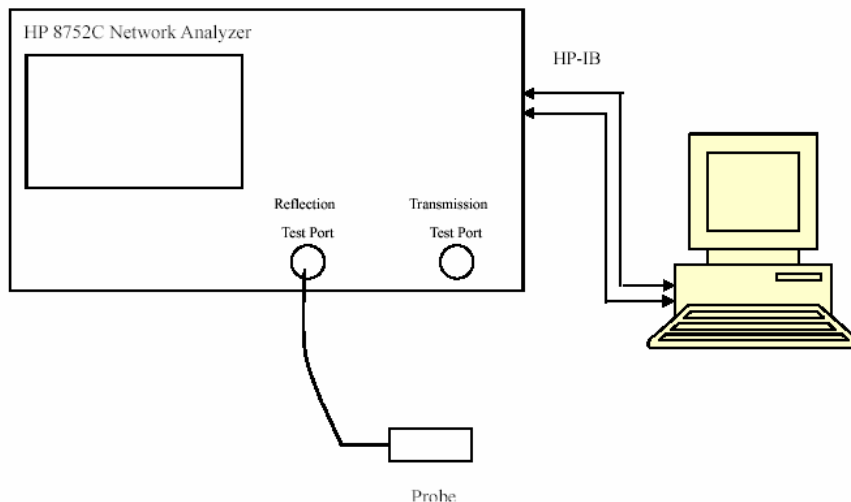 HP 8752C Network Analyzer
HP-IB
Reflection
Test Port
Transmission
Test Port
Probe